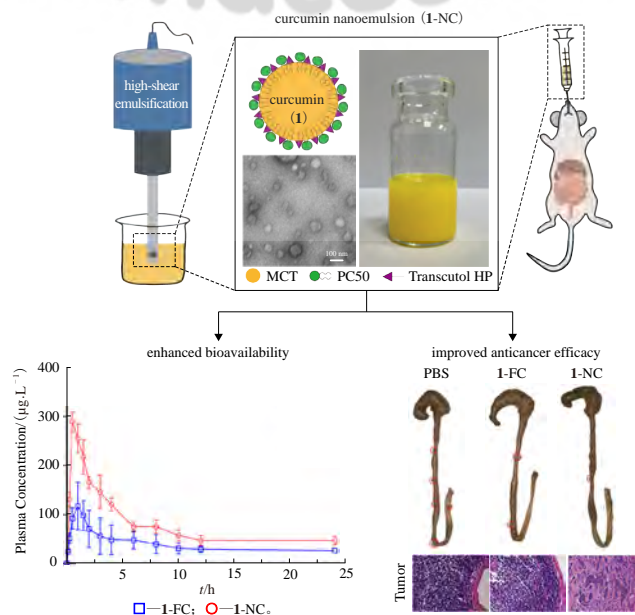 curcumin nanoemulsion (1-NC)
high-shear
emulsification
curcumin
(1)
100 nm
MCT PC50 Transcutol HP
enhanced bioavailability
improved anticancer efficacy
PBS 1-FC 1-NC
Plasma Concentration/(μg·L⁻¹)
400
300
200
100
0
0 5 10 15 20 25
t/h
—1-FC; —1-NC。
Tumor